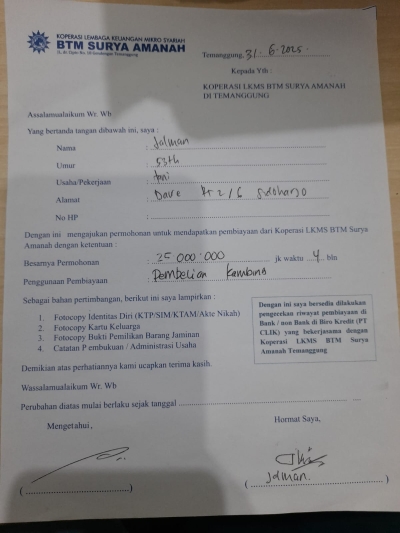 KOPERASI LEMBAGA KEUANGAN MIKRO SYARIAH
BTM SURYA AMANAH
Temanggung, 31.6.2025.
Kepada Yth :
KOPERASI LKMS BTM SURYA AMANAH
DI TEMANGGUNG
Assalamualaikum Wr. Wb
Yang bertanda tangan dibawah ini, saya :
Nama : Jalman
Umur : 53th
Usaha/Pekerjaan : tani
Alamat : Rt 2/6 Sidoharjo
No HP :
Dengan ini mengajukan permohonan untuk mendapatkan pembiayaan dari Koperasi LKMS BTM Surya
Amanah dengan ketentuan :
Besarnya Permohonan : 25 000.000 jk waktu 4 bln
Penggunaan Pembiayaan : Pembelian
Sebagai bahan pertimbangan, berikut ini saya lampirkan :
1. Fotocopy Identitas Diri (KTP/SIM/KTAM/Akte Nikah)
2. Fotocopy Kartu Keluarga
3. Fotocopy Bukti Pemilikan Barang Jaminan
4. Catatan P embukuan / Administrasi Usaha
Dengan ini saya bersedia dilakukan
pengecekan riwayat pembiayaan di
Bank / non Bank di Biro Kredit (PT
CLIK) yang bekerjasama dengan
Koperasi LKMS BTM Surya
Amanah Temanggung
Demikian atas perhatiannya kami ucapkan terima kasih.
Wassalamualaikum Wr. Wb
Perubahan diatas mulai berlaku sejak tanggal
Mengetahui,
Hormat Saya,
(....................................)
(....................................)
Jalman.